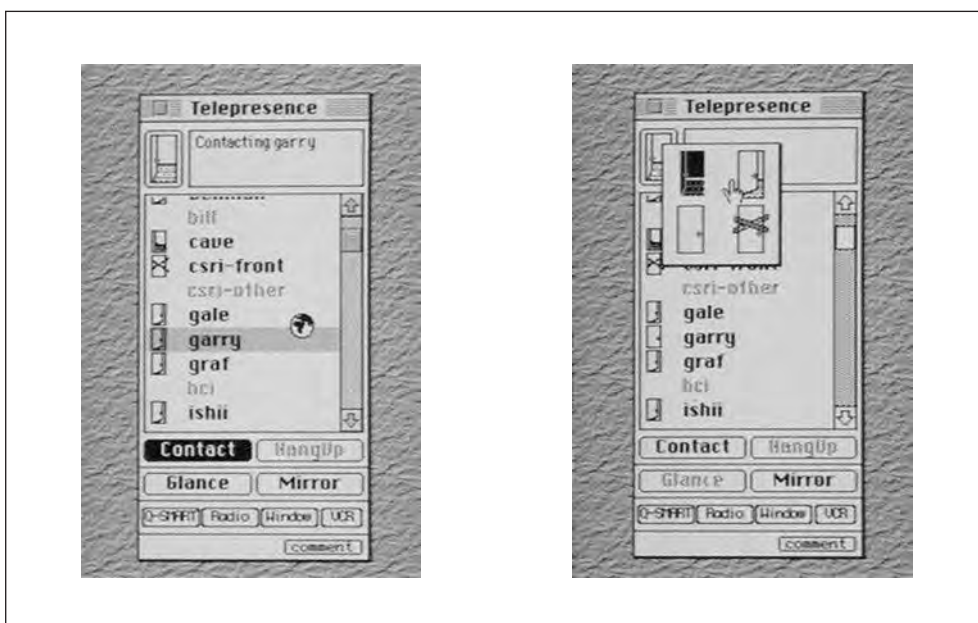 Telepresence
Contacting garry
bill
cave
csri-front
csri-other
gale
garry
graf
hci
ishii
Contact HangUp
Glance Mirror
Q-SMART Radio Window VCR
comment
Telepresence
csri-other
gale
garry
graf
hci
ishii
Contact HangUp
Glance Mirror
Q-SMART Radio Window VCR
comment